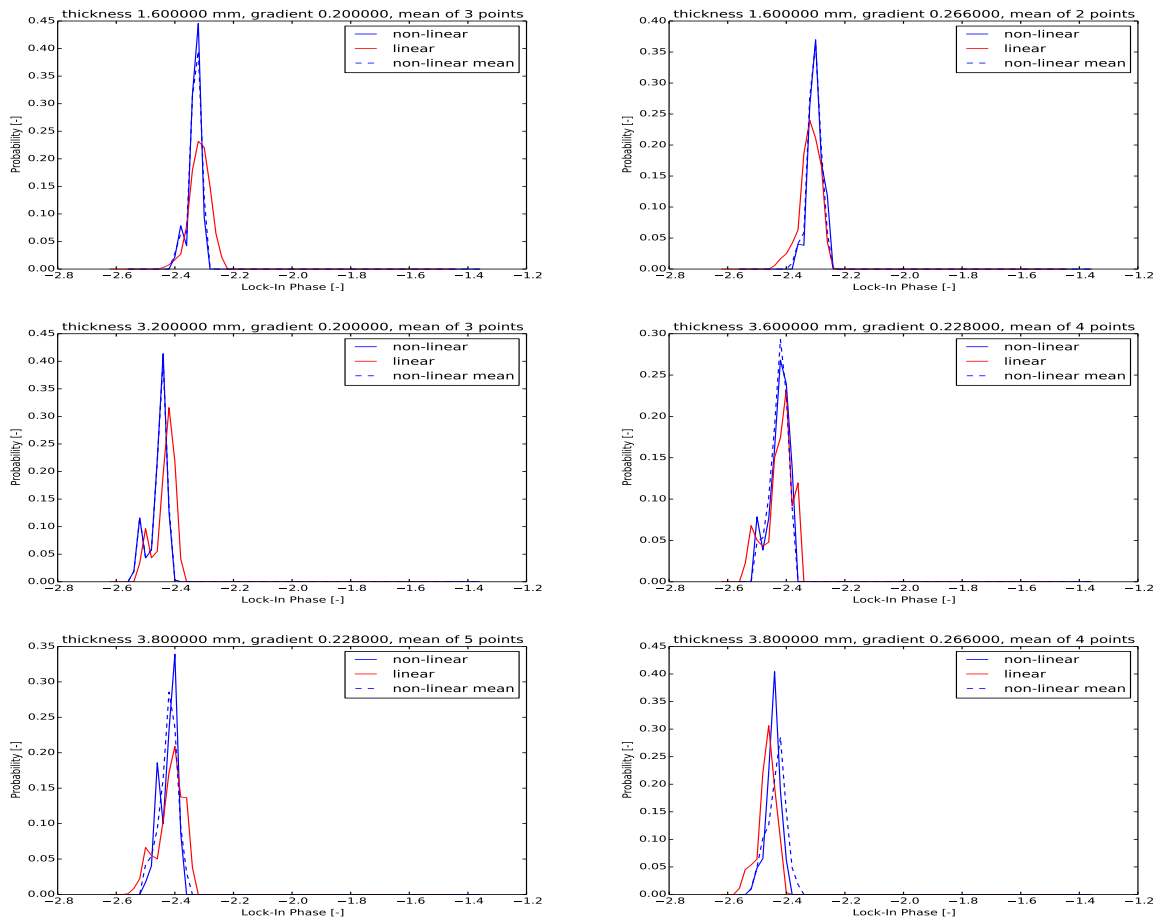 thickness 1.600000 mm, gradient 0.200000, mean of 3 points
0.45
0.40
0.35
0.30
0.25
0.20
0.15
0.10
0.05
0.00
Probability [-]
non-linear
linear
non-linear mean
−2.8 −2.6 −2.4 −2.2 −2.0 −1.8 −1.6 −1.4 −1.2
Lock-In Phase [-]
thickness 1.600000 mm, gradient 0.266000, mean of 2 points
0.40
0.35
0.30
0.25
0.20
0.15
0.10
0.05
0.00
Probability [-]
non-linear
linear
non-linear mean
−2.8 −2.6 −2.4 −2.2 −2.0 −1.8 −1.6 −1.4 −1.2
Lock-In Phase [-]
thickness 3.200000 mm, gradient 0.200000, mean of 3 points
0.45
0.40
0.35
0.30
0.25
0.20
0.15
0.10
0.05
0.00
Probability [-]
non-linear
linear
non-linear mean
−2.8 −2.6 −2.4 −2.2 −2.0 −1.8 −1.6 −1.4 −1.2
Lock-In Phase [-]
thickness 3.600000 mm, gradient 0.228000, mean of 4 points
0.30
0.25
0.20
0.15
0.10
0.05
0.00
Probability [-]
non-linear
linear
non-linear mean
−2.8 −2.6 −2.4 −2.2 −2.0 −1.8 −1.6 −1.4 −1.2
Lock-In Phase [-]
thickness 3.800000 mm, gradient 0.228000, mean of 5 points
0.35
0.30
0.25
0.20
0.15
0.10
0.05
0.00
Probability [-]
non-linear
linear
non-linear mean
−2.8 −2.6 −2.4 −2.2 −2.0 −1.8 −1.6 −1.4 −1.2
Lock-In Phase [-]
thickness 3.800000 mm, gradient 0.266000, mean of 4 points
0.45
0.40
0.35
0.30
0.25
0.20
0.15
0.10
0.05
0.00
Probability [-]
non-linear
linear
non-linear mean
−2.8 −2.6 −2.4 −2.2 −2.0 −1.8 −1.6 −1.4 −1.2
Lock-In Phase [-]